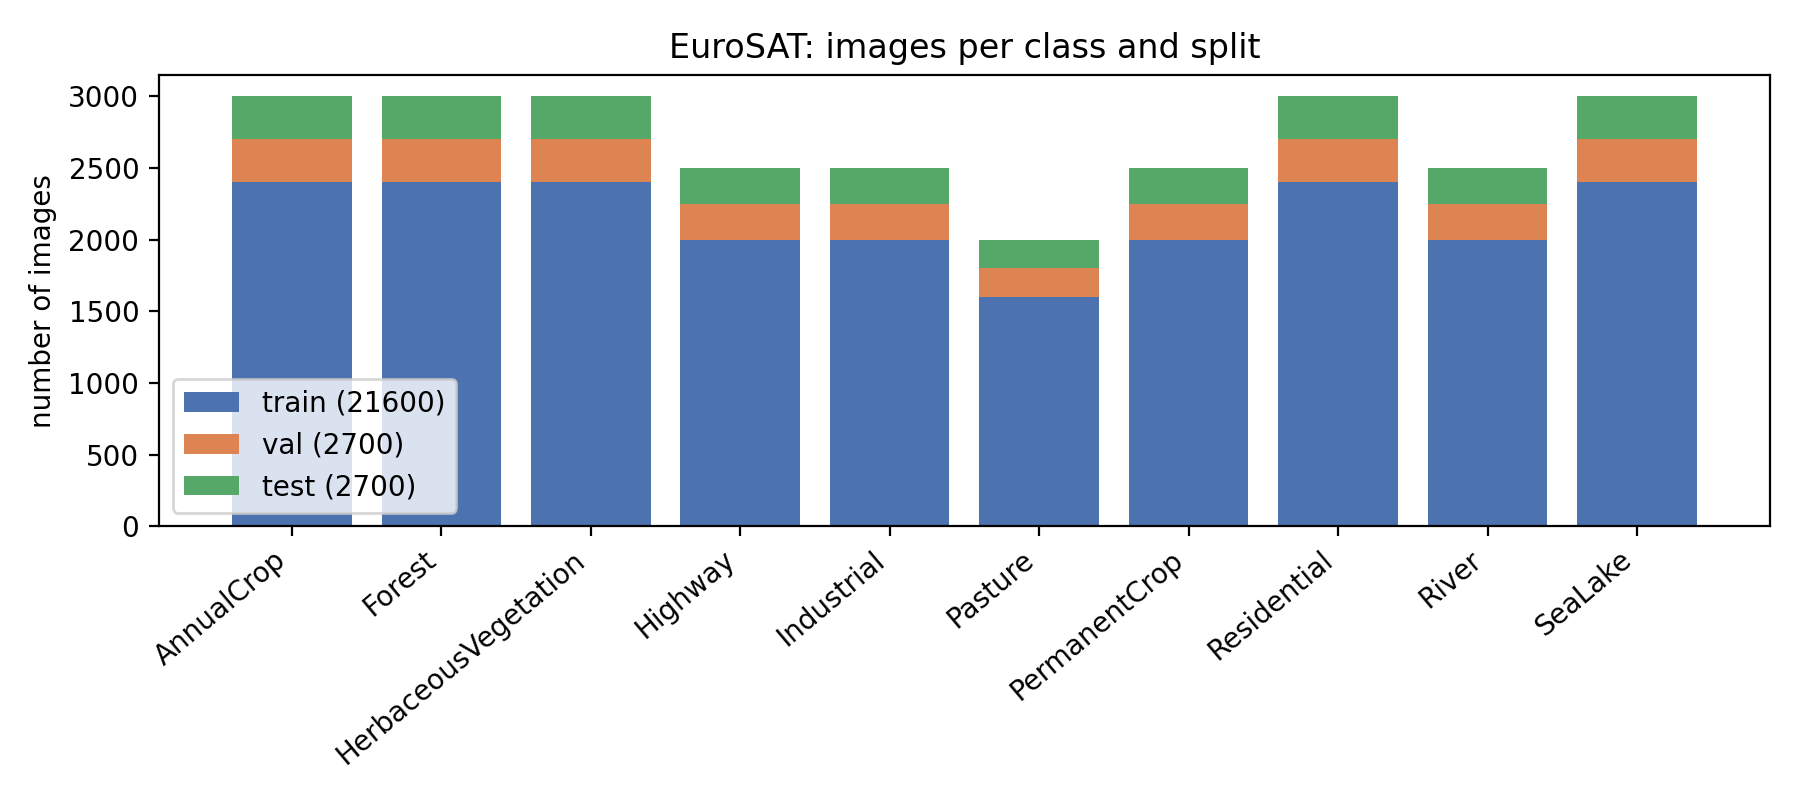 EuroSAT: images per class and split
number of images
3000
2500
2000
1500
1000
500
0
train (21600)
val (2700)
test (2700)
AnnualCrop
Forest
HerbaceousVegetation
Highway
Industrial
Pasture
PermanentCrop
Residential
River
SeaLake